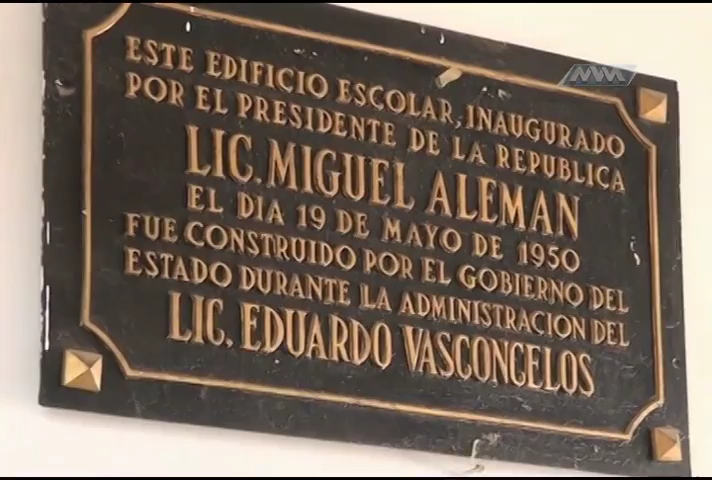 ESTE EDIFICIO ESCOLAR, INAUGURADO
POR EL PRESIDENTE DE LA REPUBLICA
LIC. MIGUEL ALEMAN
EL DIA 19 DE MAYO DE 1950
FUE CONSTRUIDO POR EL GOBIERNO DEL
ESTADO DURANTE LA ADMINISTRACION DEL
LIC. EDUARDO VASCONCELOS